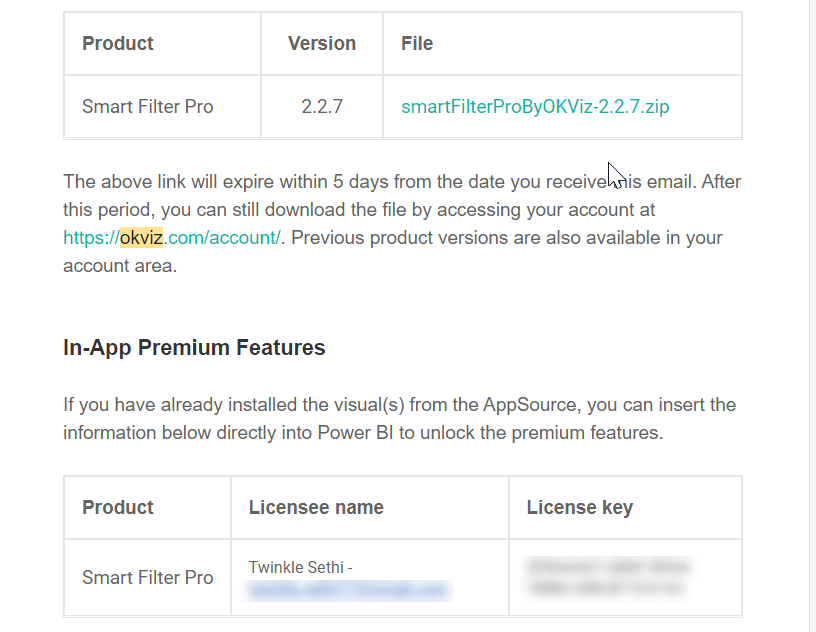 Product Version File
Smart Filter Pro 2.2.7 smartFilterProByOKViz-2.2.7.zip
The above link will expire within 5 days from the date you receive his email. After
this period, you can still download the file by accessing your account at
https://okviz.com/account/. Previous product versions are also available in your
account area.
In-App Premium Features
If you have already installed the visual(s) from the AppSource, you can insert the
information below directly into Power BI to unlock the premium features.
Product Licensee name License key
Twinkle Sethi -
Smart Filter Pro